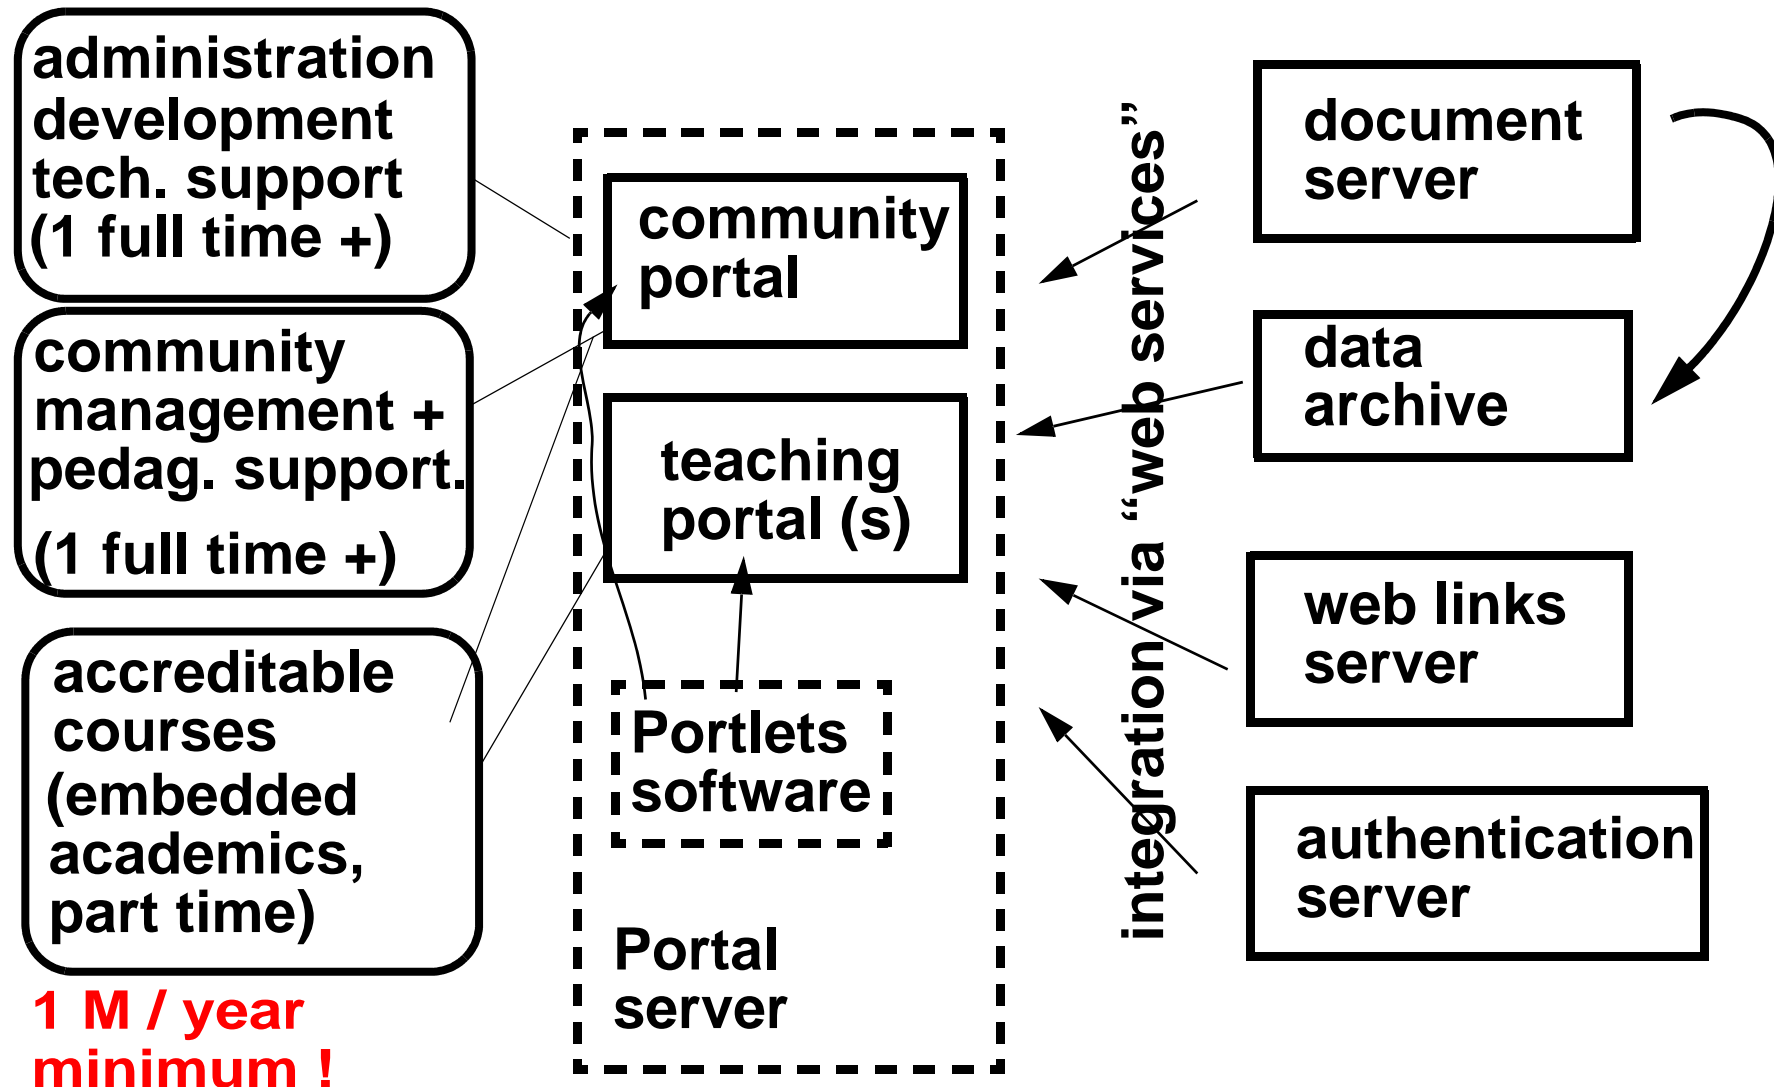 administration
development
tech. support
(1 full time +)
community
management +
pedag. support.
(1 full time +)
accreditable
courses
(embedded
academics,
part time)
1 M / year
minimum !
community
portal
teaching
portal (s)
Portlets
software
Portal
server
integration via “web services”
document
server
data
archive
web links
server
authentication
server